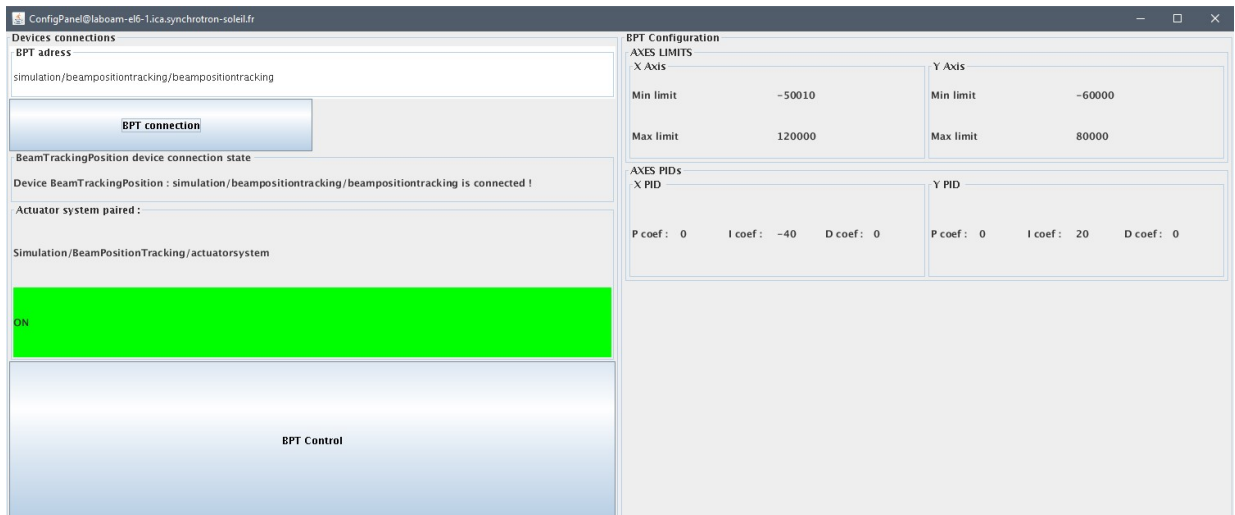 ConfigPanel@laboam-el6-1.ica.synchrotron-soleil.fr
Devices connections
BPT adress
simulation/beampositiontracking/beampositiontracking
BPT connection
BeamTrackingPosition device connection state
Device BeamTrackingPosition : simulation/beampositiontracking/beampositiontracking is connected !
Actuator system paired :
Simulation/BeamPositionTracking/actuatorsystem
ON
BPT Control
BPT Configuration
AXES LIMITS
X Axis
Min limit -50010
Max limit 120000
Y Axis
Min limit -60000
Max limit 80000
AXES PIDs
X PID
P coef : 0 I coef : -40 D coef : 0
Y PID
P coef : 0 I coef : 20 D coef : 0